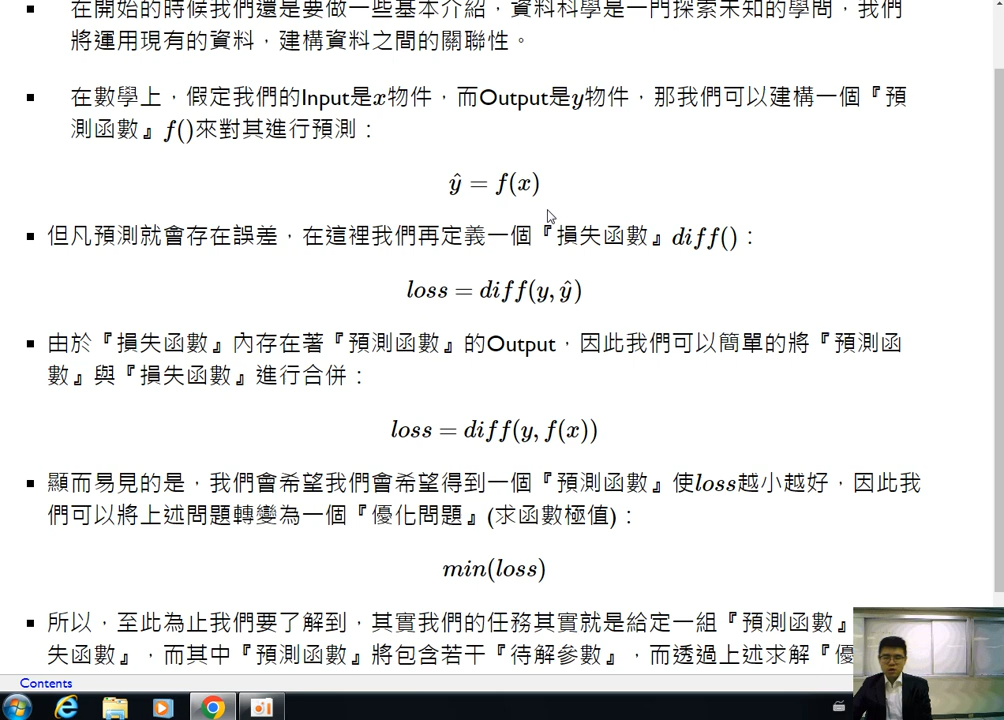 在開始的時候我們還是要做一些基本介紹，資料科學是一門探索未知的學問，我們
將運用現有的資料，建構資料之間的關聯性。
在數學上，假定我們的Input是x物件，而Output是y物件，那我們可以建構一個『預
測函數』f()來對其進行預測：
ŷ = f(x)
但凡預測就會存在誤差，在這裡我們再定義一個『損失函數』diff()：
loss = diff(y, ŷ)
由於『損失函數』內存在著『預測函數』的Output，因此我們可以簡單的將『預測函
數』與『損失函數』進行合併：
loss = diff(y, f(x))
顯而易見的是，我們會希望我們會希望得到一個『預測函數』使loss越小越好，因此我
們可以將上述問題轉變為一個『優化問題』(求函數極值)：
min(loss)
所以，至此為止我們要了解到，其實我們的任務其實就是給定一組『預測函數』
失函數』，而其中『預測函數』將包含若干『待解參數』，而透過上述求解『優
Contents